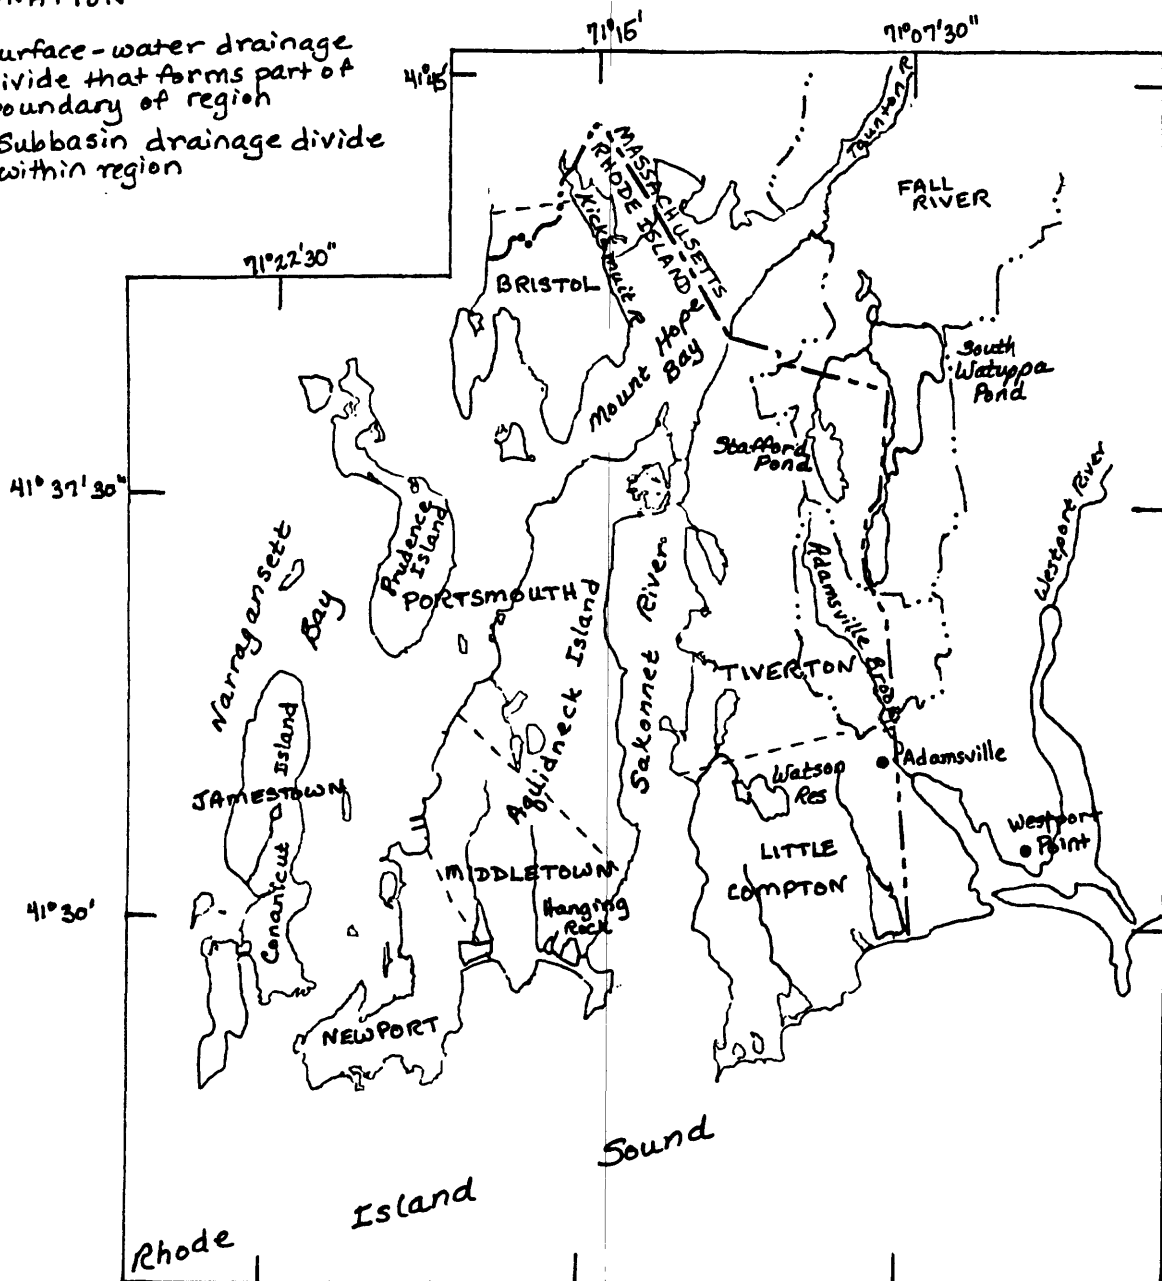 urface-water drainage
ivide that forms part of
oundary of region
Subbasin drainage divide
within region
71°15'
71°07'30"
41°45'
Taunton R
MASSACHUSETTS
RHODE ISLAND
FALL
RIVER
Kickemuit R
71°22'30"
BRISTOL
Mount Hope
Bay
South
Watuppa
Pond
Stafford
Pond
41° 37'30"
Westport River
Prudence
Island
Narragansett
Bay
PORTSMOUTH
Aquidneck Island
Sakonnet River
Adamsville Brook
TIVERTON
Adamsville
Watson
Res
JAMESTOWN
Conanicut Island
Westport
Point
LITTLE
COMPTON
MIDDLETOWN
Hanging
Rock
41°30'
NEWPORT
Rhode Island Sound